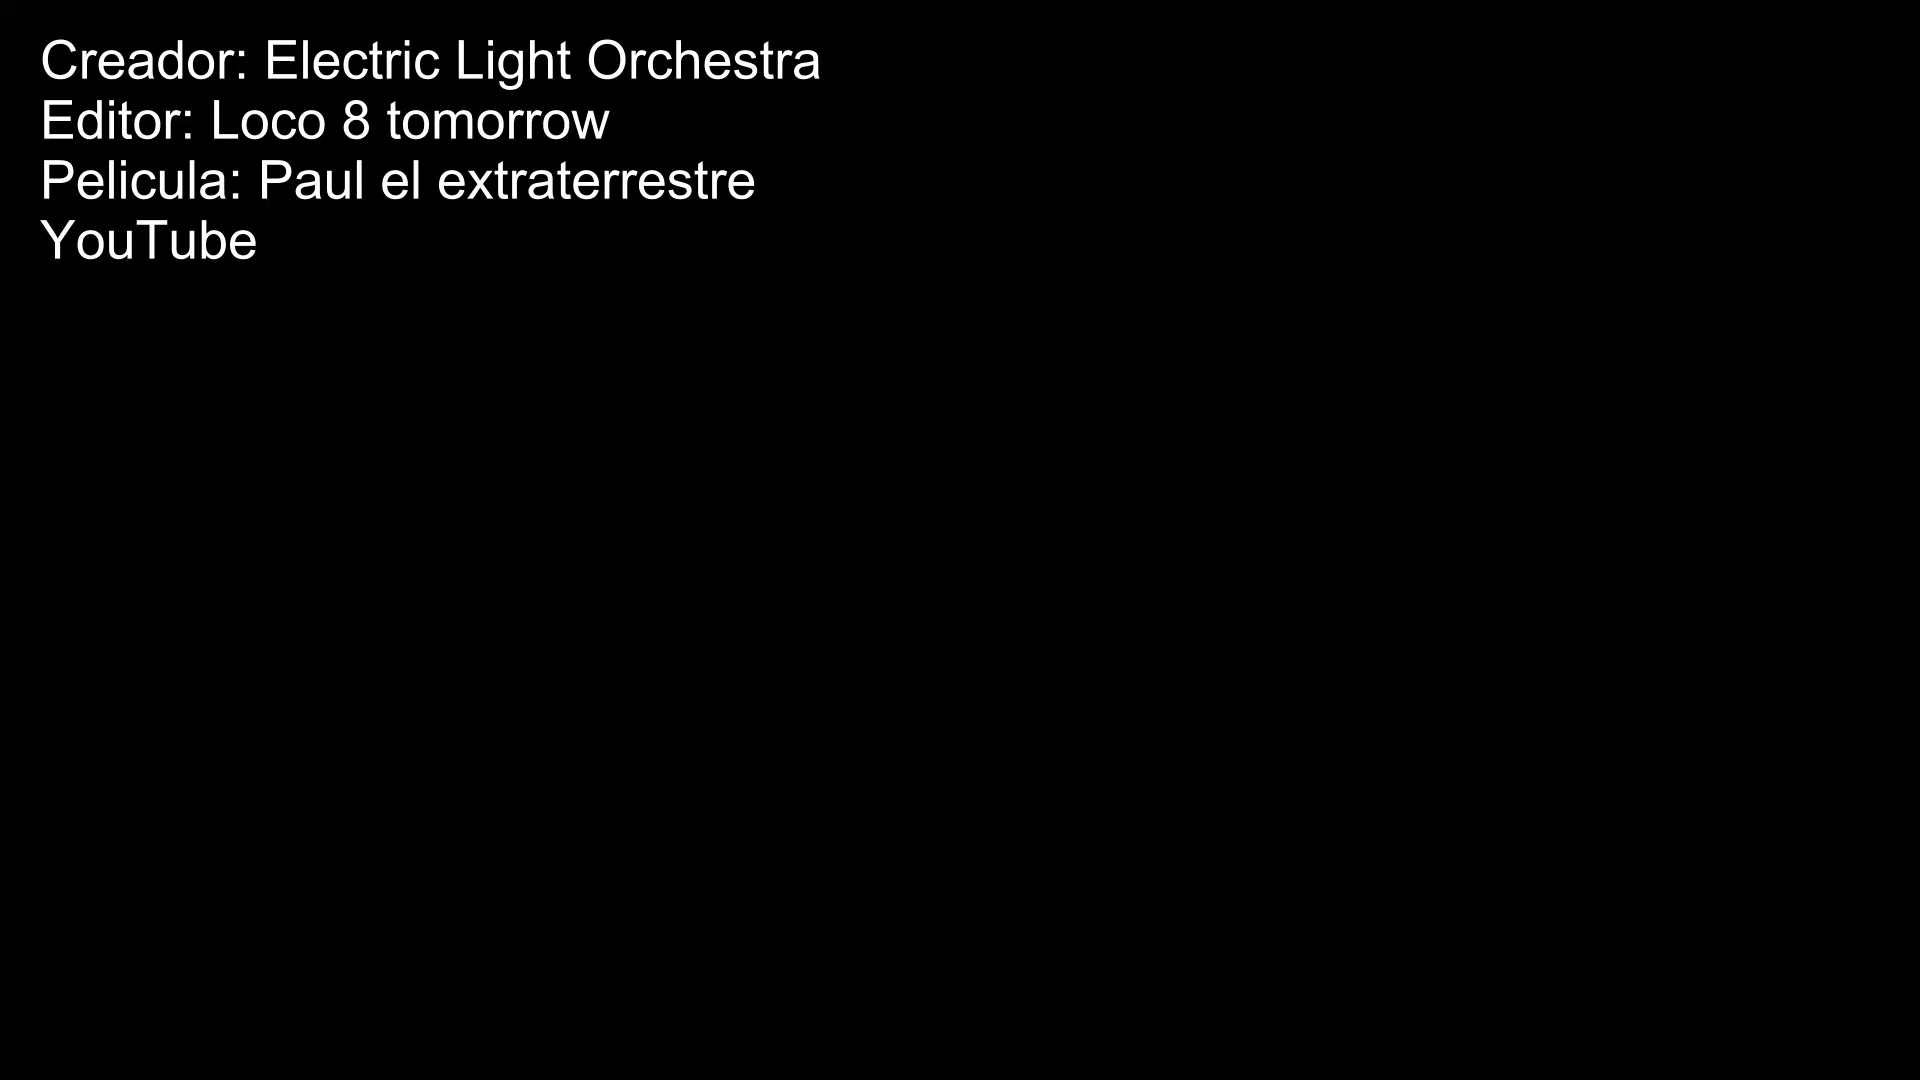 Creador: Electric Light Orchestra
Editor: Loco 8 tomorrow
Pelicula: Paul el extraterrestre
YouTube